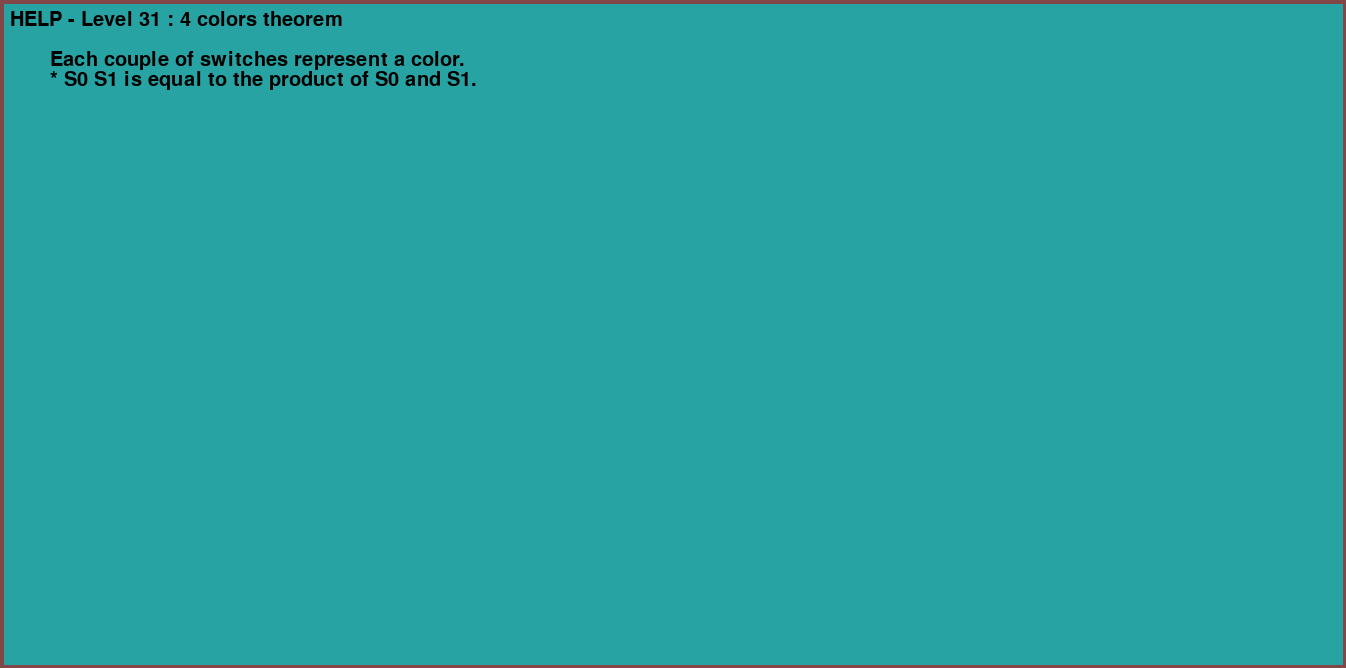 HELP - Level 31 : 4 colors theorem
Each couple of switches represent a color.
* S0 S1 is equal to the product of S0 and S1.